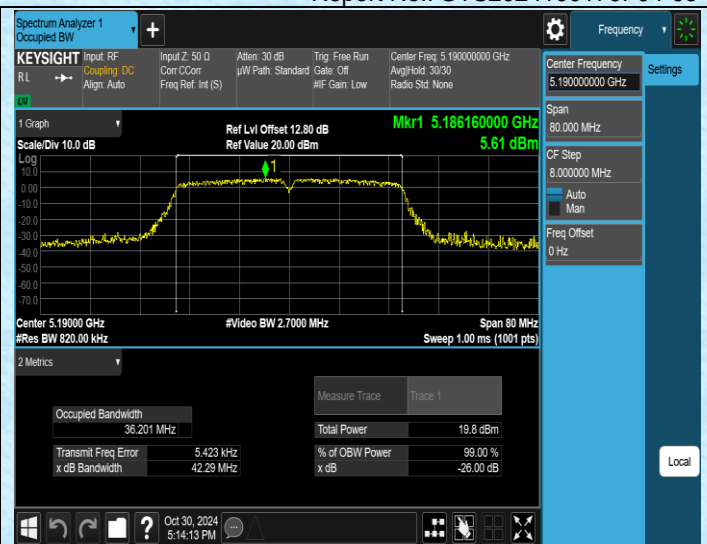 Spectrum Analyzer 1
Occupied BW
+
Frequency
KEYSIGHT
RL
LM
Input: RF
Coupling: DC
Align: Auto
Input Z: 50 Ω
Corr CCorr
Freq Ref: Int (S)
Atten: 30 dB
µW Path: Standard
Trig: Free Run
Gate: Off
#IF Gain: Low
Center Freq: 5.190000000 GHz
Avg|Hold: 30/30
Radio Std: None
Center Frequency
5.190000000 GHz
Settings
Span
80.000 MHz
CF Step
8.000000 MHz
Auto
Man
Freq Offset
0 Hz
1 Graph
Scale/Div 10.0 dB
Ref Lvl Offset 12.80 dB
Ref Value 20.00 dBm
Mkr1 5.186160000 GHz
5.61 dBm
Log
10.0
0.00
-10.0
-20.0
-30.0
-40.0
-50.0
-60.0
-70.0
1
Center 5.19000 GHz
#Res BW 820.00 kHz
#Video BW 2.7000 MHz
Span 80 MHz
Sweep 1.00 ms (1001 pts)
2 Metrics
Measure Trace
Trace 1
Occupied Bandwidth
36.201 MHz
Total Power
19.8 dBm
Transmit Freq Error
5.423 kHz
% of OBW Power
99.00 %
x dB Bandwidth
42.29 MHz
x dB
-26.00 dB
Local
?
Oct 30, 2024
5:14:13 PM